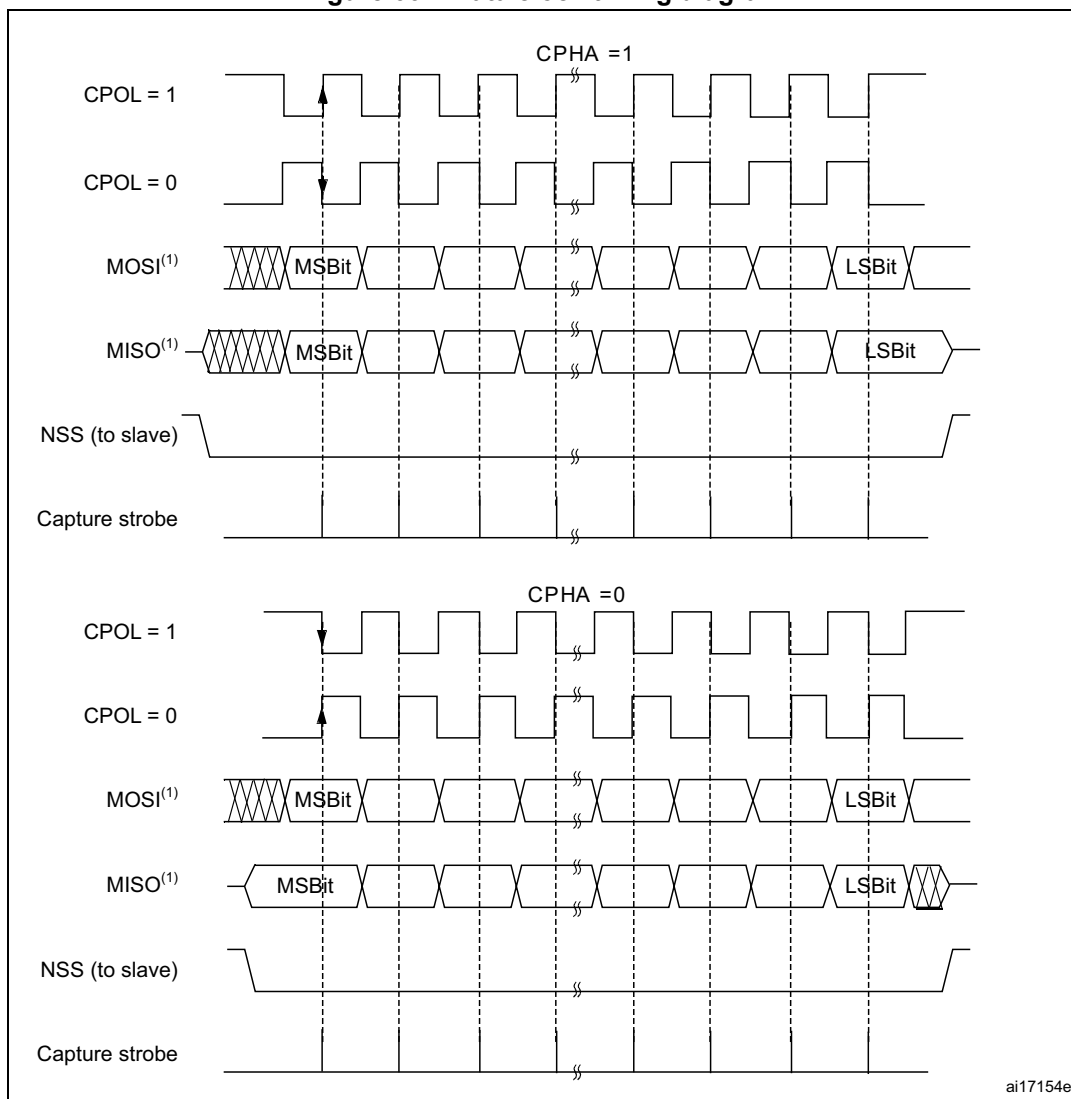 CPHA =1
CPOL = 1
CPOL = 0
MOSI(1) MSBit LSBit
MISO(1) MSBit LSBit
NSS (to slave)
Capture strobe
CPHA =0
CPOL = 1
CPOL = 0
MOSI(1) MSBit LSBit
MISO(1) MSBit LSBit
NSS (to slave)
Capture strobe
ai17154e